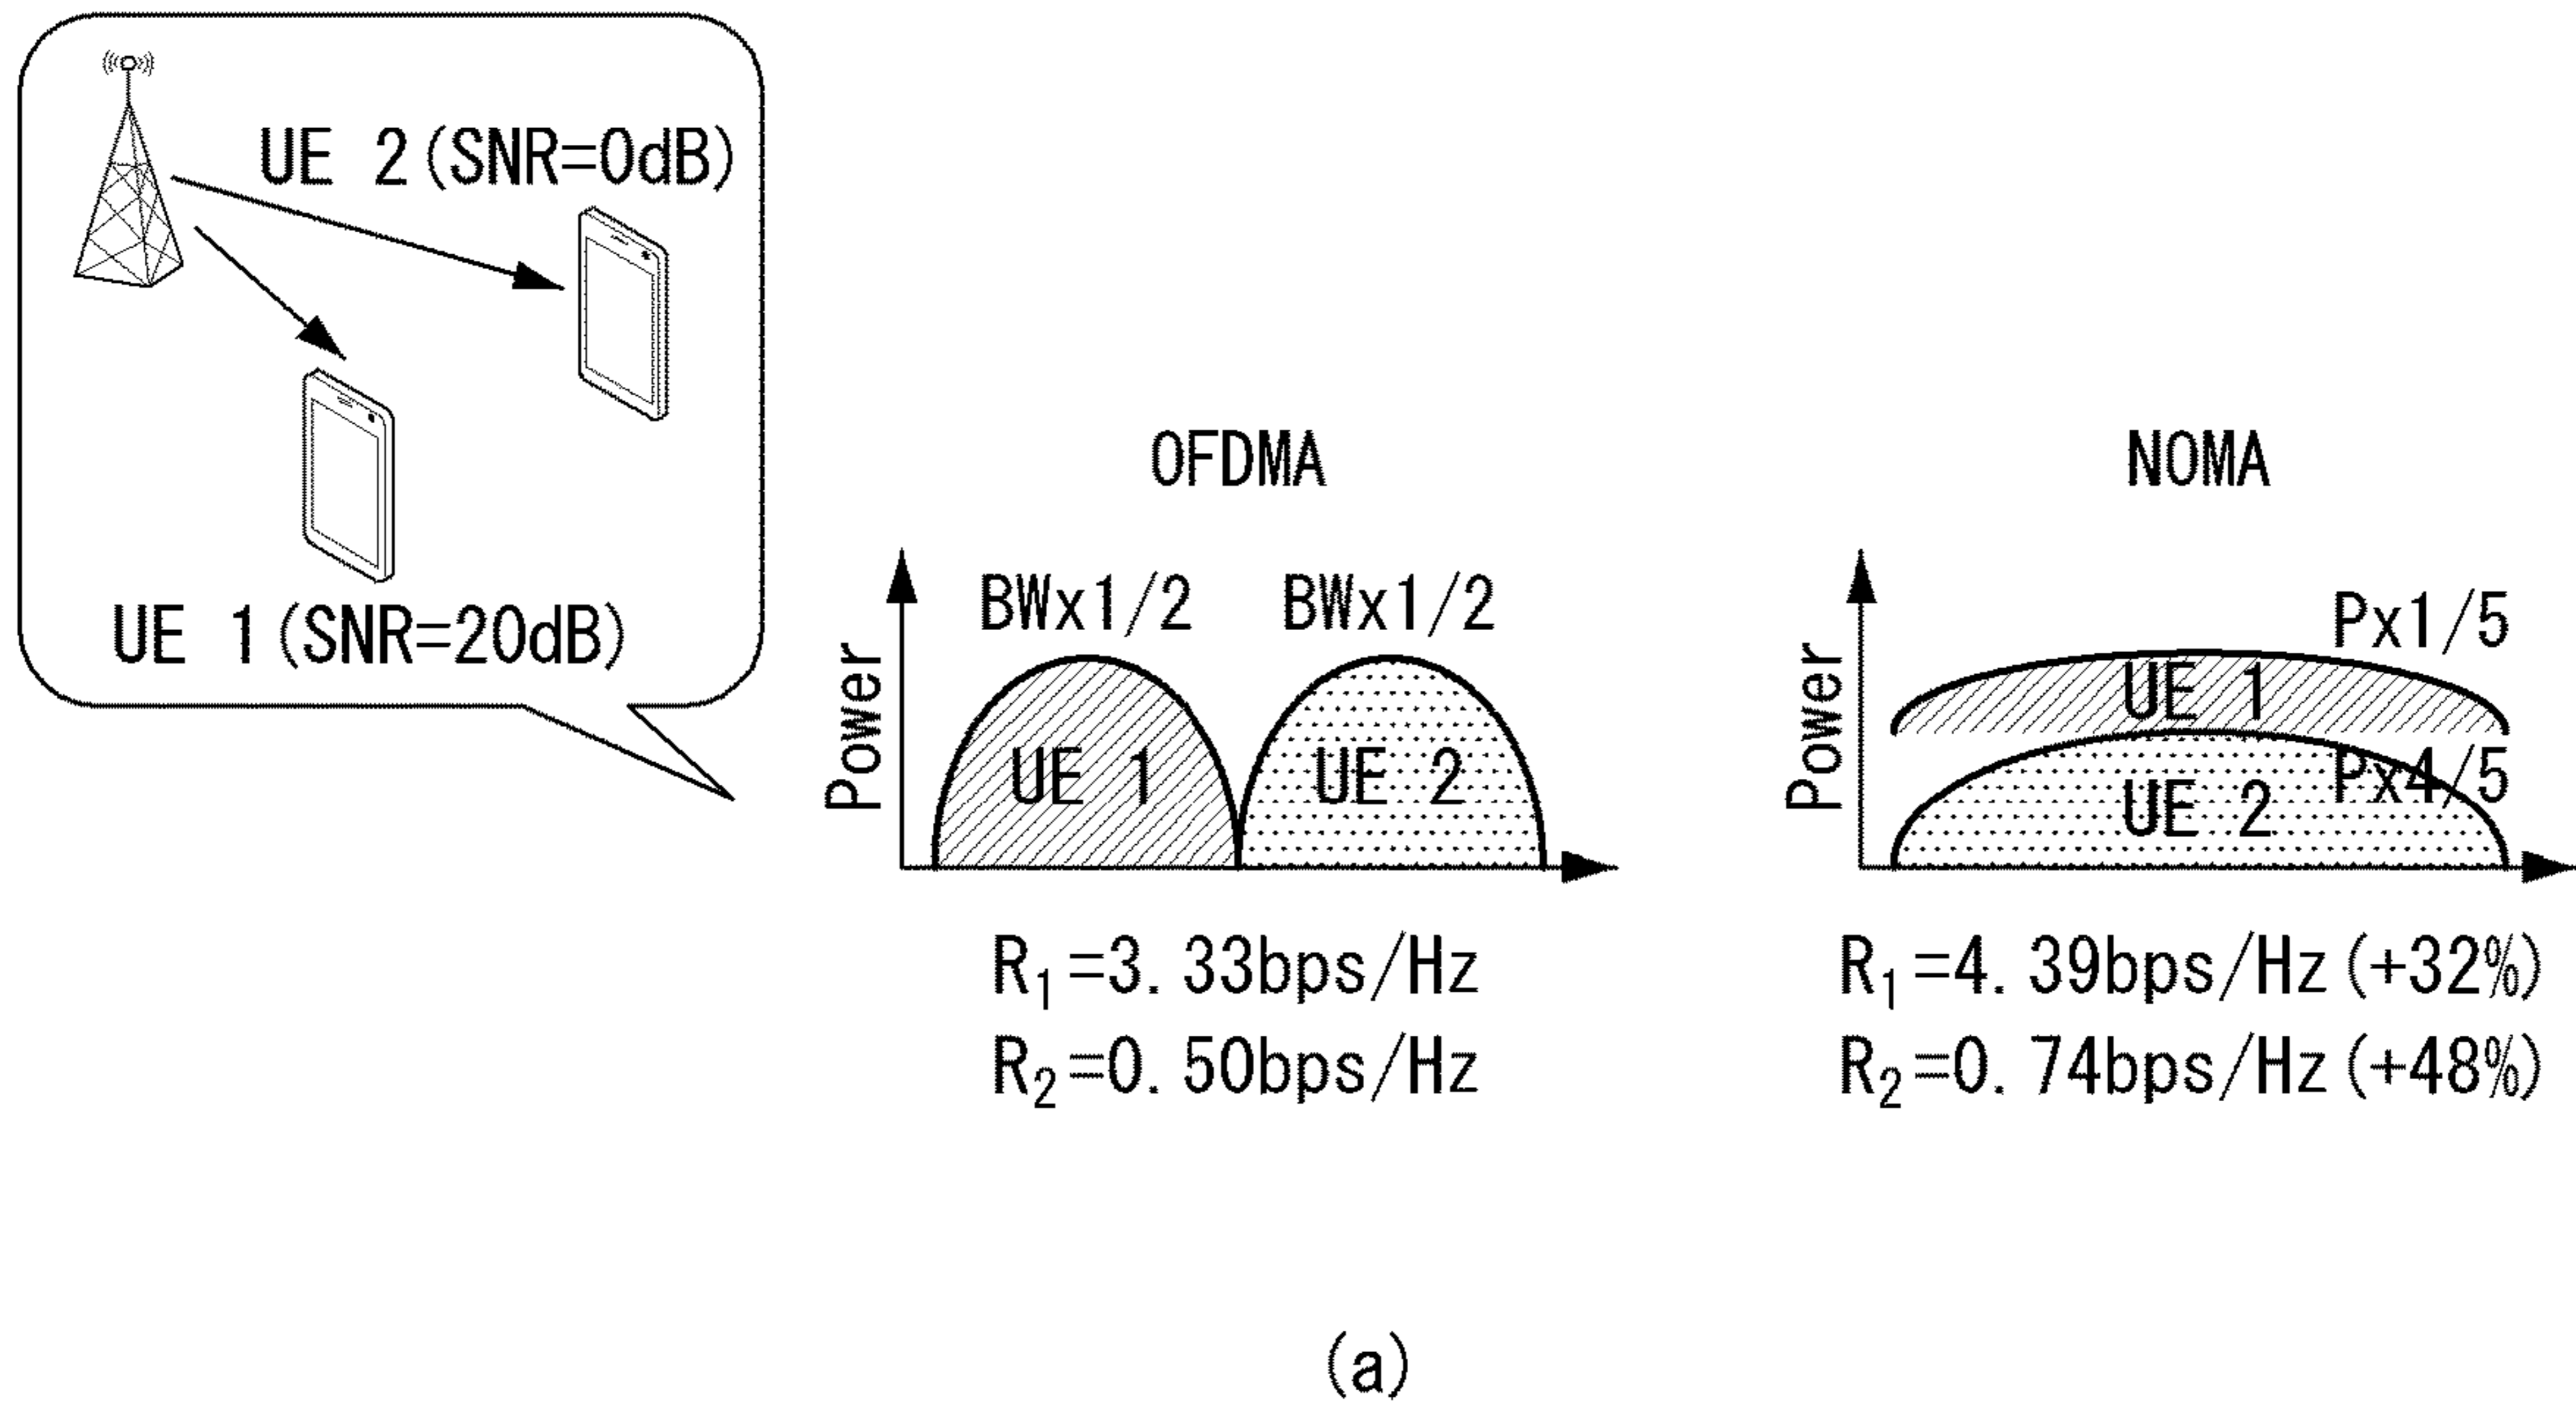 UE 2(SNR=0dB)
UE 1(SNR=20dB)
OFDMA
BWx1/2 BWx1/2
Power
UE 1 UE 2
R1=3.33bps/Hz
R2=0.50bps/Hz
NOMA
Px1/5
Power
UE 1
Px4/5
UE 2
R1=4.39bps/Hz(+32%)
R2=0.74bps/Hz(+48%)
(a)